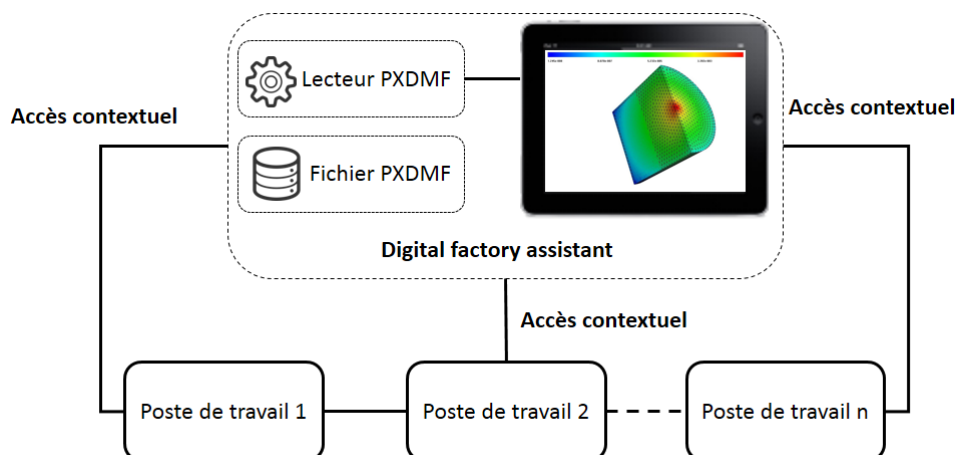 Lecteur PXDMF
Accès contextuel
Accès contextuel
Fichier PXDMF
Digital factory assistant
Accès contextuel
Poste de travail 1
Poste de travail 2
Poste de travail n